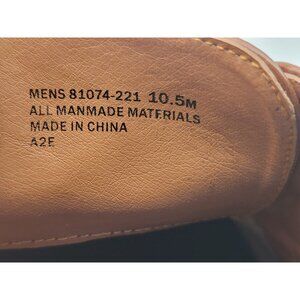 MENS 81074-221 10.5M
ALL MANMADE MATERIALS
MADE IN CHINA
A2E